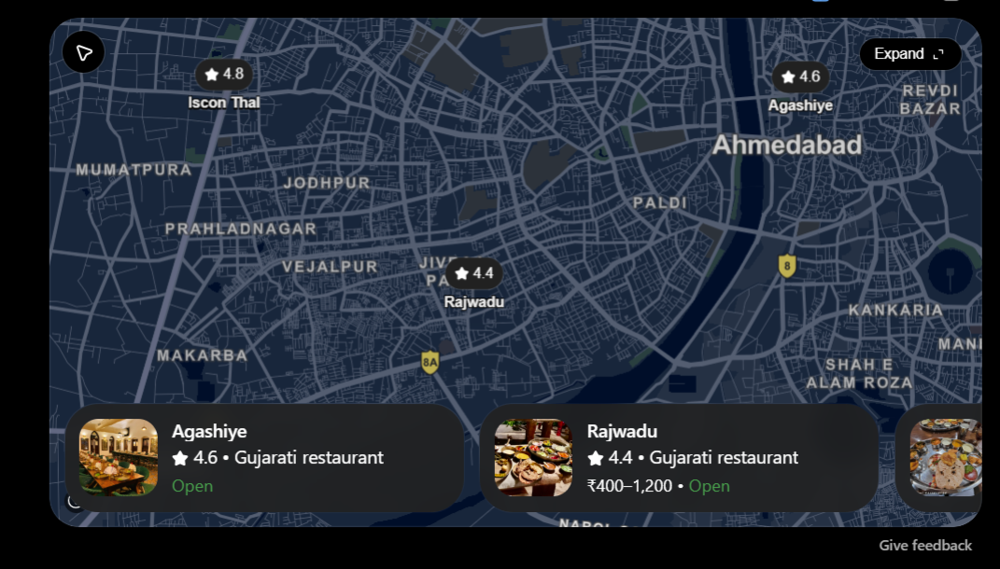 Expand
4.8
Iscon Thal
4.6
Agashiye
REVDI
BAZAR
Ahmedabad
MUMATPURA
JODHPUR
PALDI
PRAHLADNAGAR
VEJALPUR
JIV
PA
4.4
Rajwadu
8
KANKARIA
MANI
MAKARBA
8A
SHAH E
ALAM ROZA
Agashiye
4.6 • Gujarati restaurant
Open
Rajwadu
4.4 • Gujarati restaurant
₹400–1,200 • Open
Give feedback